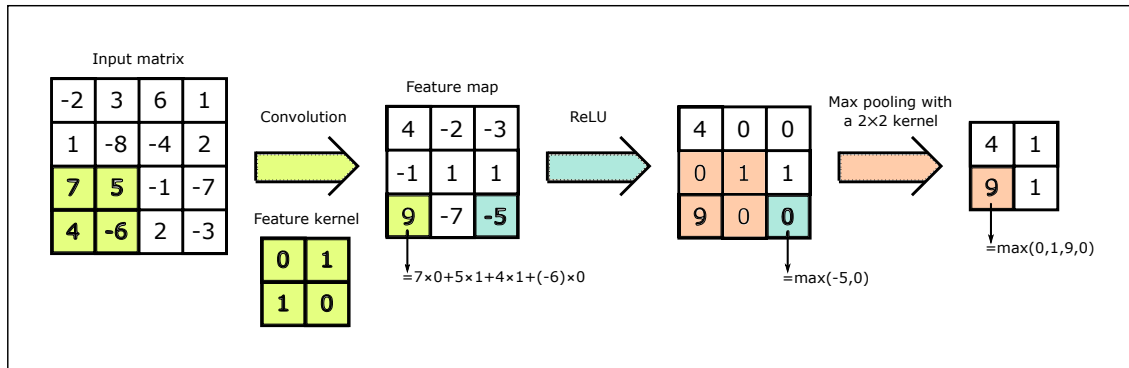 Input matrix
-2 3 6 1
1 -8 -4 2
7 5 -1 -7
4 -6 2 -3
Convolution
Feature kernel
0 1
1 0
Feature map
4 -2 -3
-1 1 1
9 -7 -5
=7×0+5×1+4×1+(-6)×0
ReLU
4 0 0
0 1 1
9 0 0
=max(-5,0)
Max pooling with
a 2×2 kernel
4 1
9 1
=max(0,1,9,0)